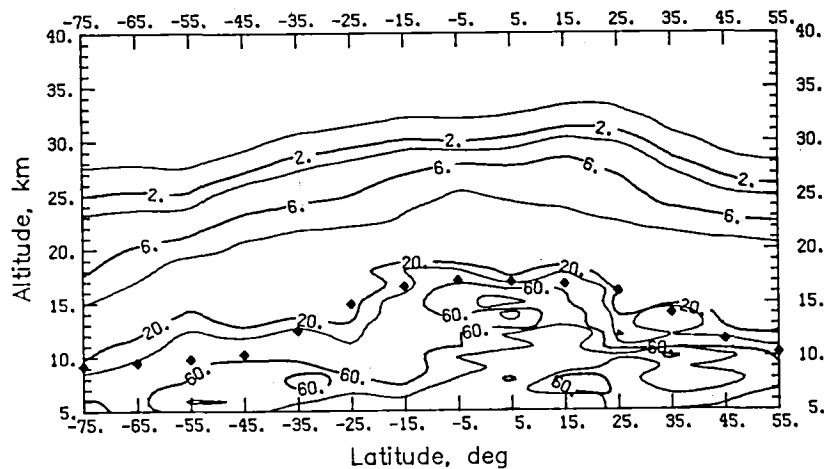 -75. -65. -55. -45. -35. -25. -15. -5. 5. 15. 25. 35. 45. 55.
40. 40.
35. 35.
30. 2. 2. 30.
25. 2. 6. 6. 2. 25.
20. 6. 6. 20.
20. 20.
15. 20. 20. 60. 20. 15.
10. 60. 60. 60. 10.
60. 60.
5. 5.
-75. -65. -55. -45. -35. -25. -15. -5. 5. 15. 25. 35. 45. 55.
Altitude, km
Latitude, deg